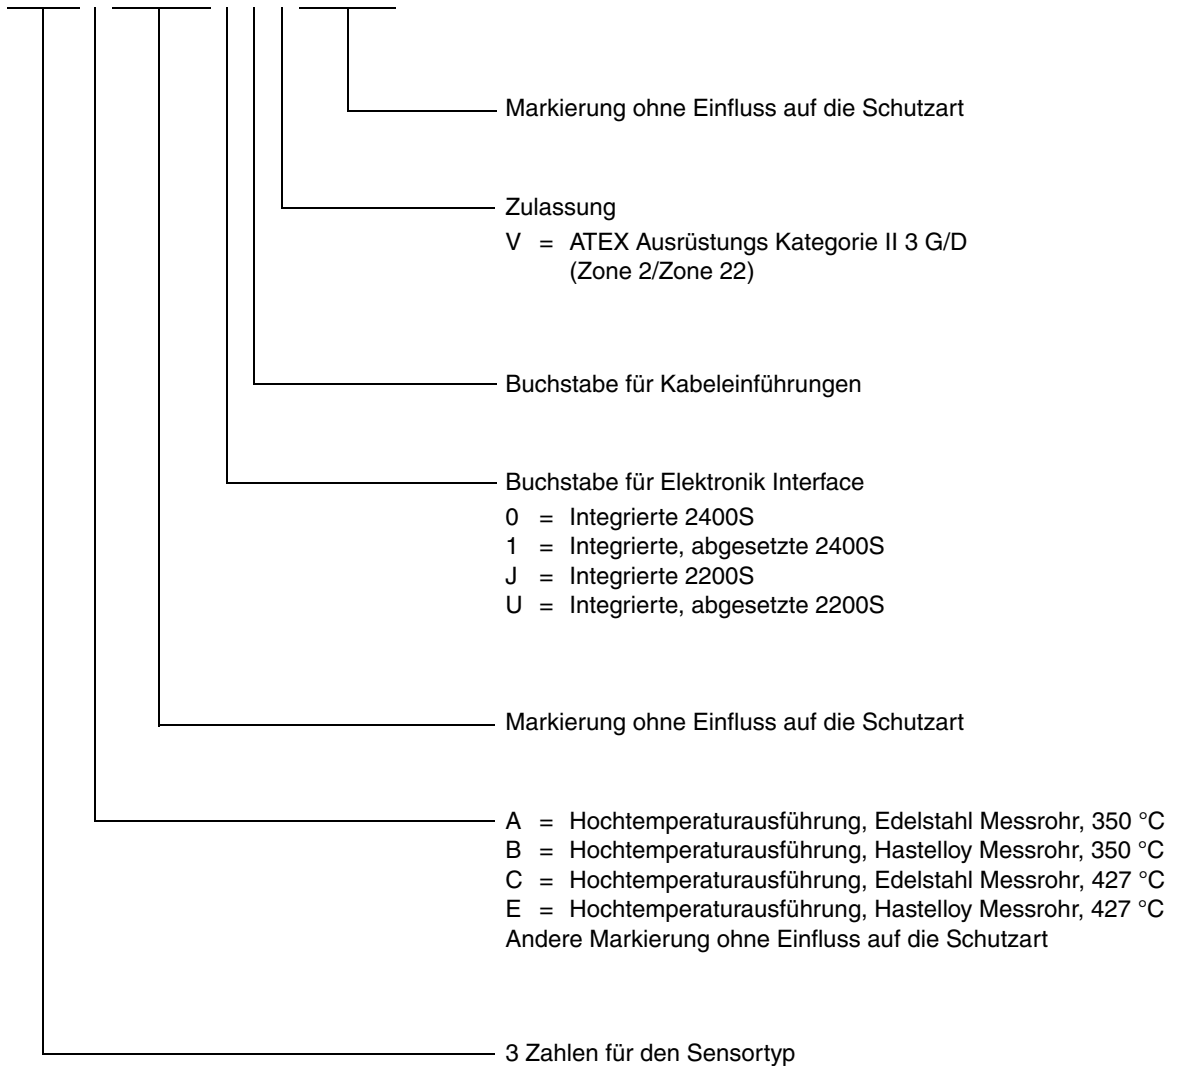 Markierung ohne Einfluss auf die Schutzart
Zulassung
V = ATEX Ausrüstungs Kategorie II 3 G/D
(Zone 2/Zone 22)
Buchstabe für Kabeleinführungen
Buchstabe für Elektronik Interface
0 = Integrierte 2400S
1 = Integrierte, abgesetzte 2400S
J = Integrierte 2200S
U = Integrierte, abgesetzte 2200S
Markierung ohne Einfluss auf die Schutzart
A = Hochtemperaturausführung, Edelstahl Messrohr, 350 °C
B = Hochtemperaturausführung, Hastelloy Messrohr, 350 °C
C = Hochtemperaturausführung, Edelstahl Messrohr, 427 °C
E = Hochtemperaturausführung, Hastelloy Messrohr, 427 °C
Andere Markierung ohne Einfluss auf die Schutzart
3 Zahlen für den Sensortyp